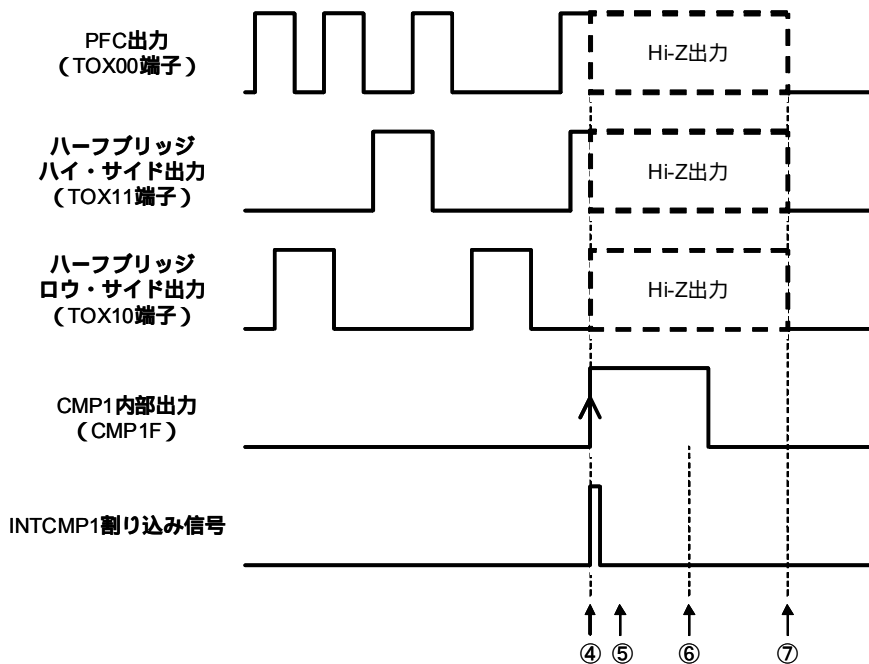 PFC出力
（TOX00端子）
Hi-Z出力
ハーフブリッジ
ハイ・サイド出力
（TOX11端子）
Hi-Z出力
ハーフブリッジ
ロウ・サイド出力
（TOX10端子）
Hi-Z出力
CMP1内部出力
（CMP1F）
INTCMP1割り込み信号
④ ⑤ ⑥ ⑦